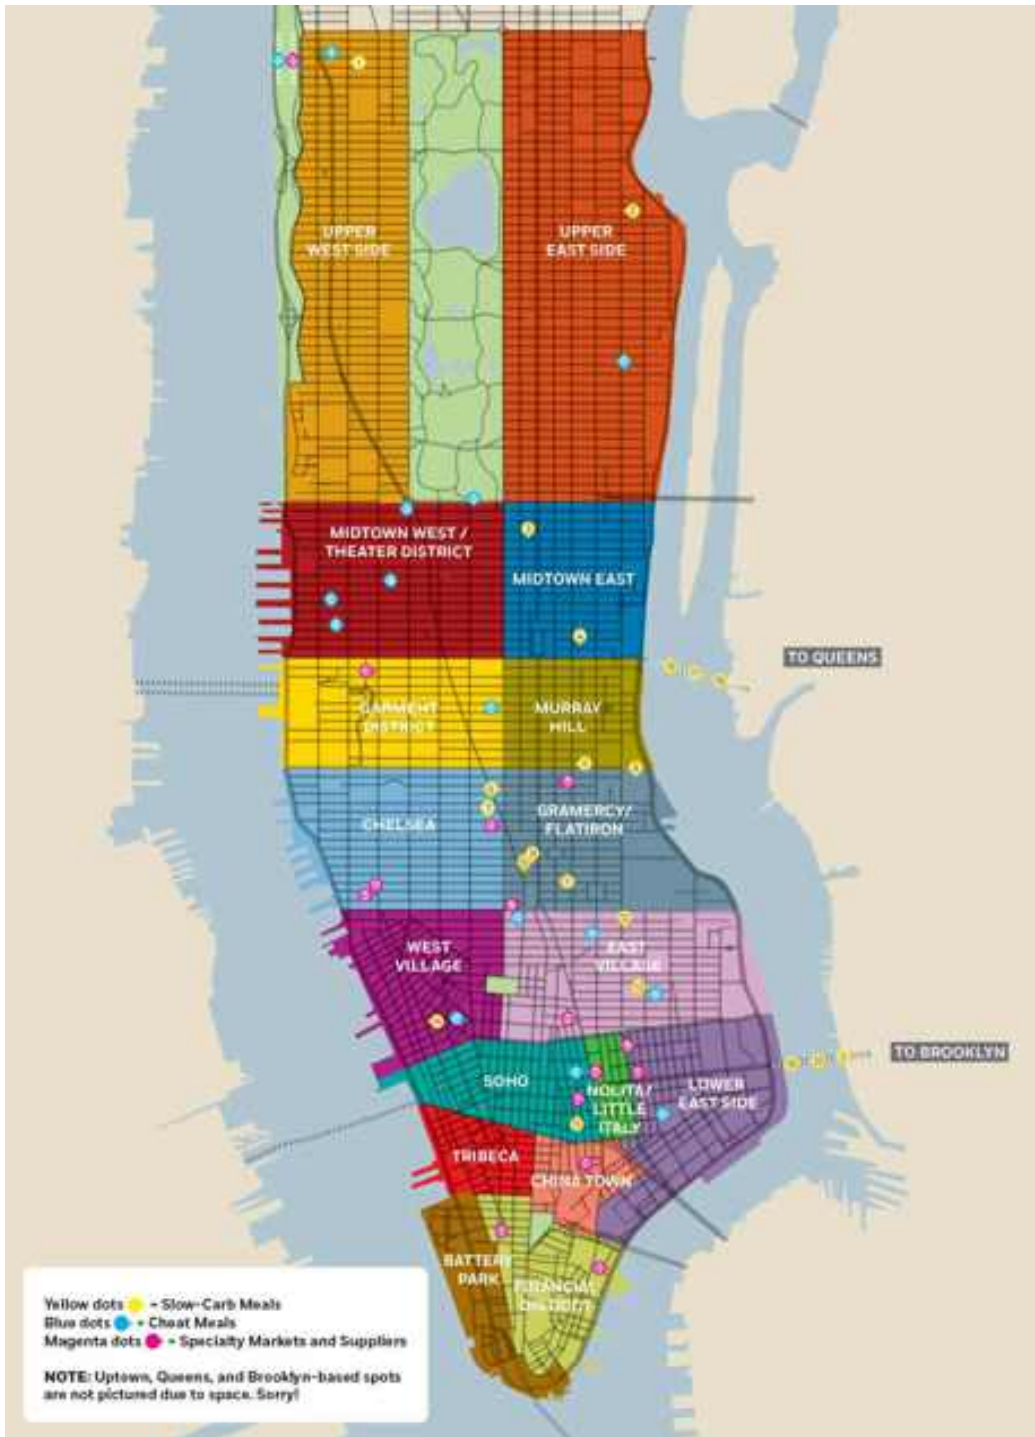 UPPER
WEST SIDE
UPPER
EAST SIDE
MIDTOWN WEST /
THEATER DISTRICT
MIDTOWN EAST
TO QUEENS
GARMENT
DISTRICT
MURRAY
HILL
CHELSEA
GRAMERCY/
FLATIRON
WEST
VILLAGE
EAST
VILLAGE
TO BROOKLYN
SOHO
NOLITA/
LITTLE
ITALY
LOWER
EAST SIDE
TRIBECA
CHINA TOWN
BATTERY
PARK
FINANCIAL
DISTRICT
Yellow dots = Slow-Carb Meals
Blue dots = Cheat Meals
Magenta dots = Specialty Markets and Suppliers
NOTE: Uptown, Queens, and Brooklyn-based spots
are not pictured due to space. Sorry!